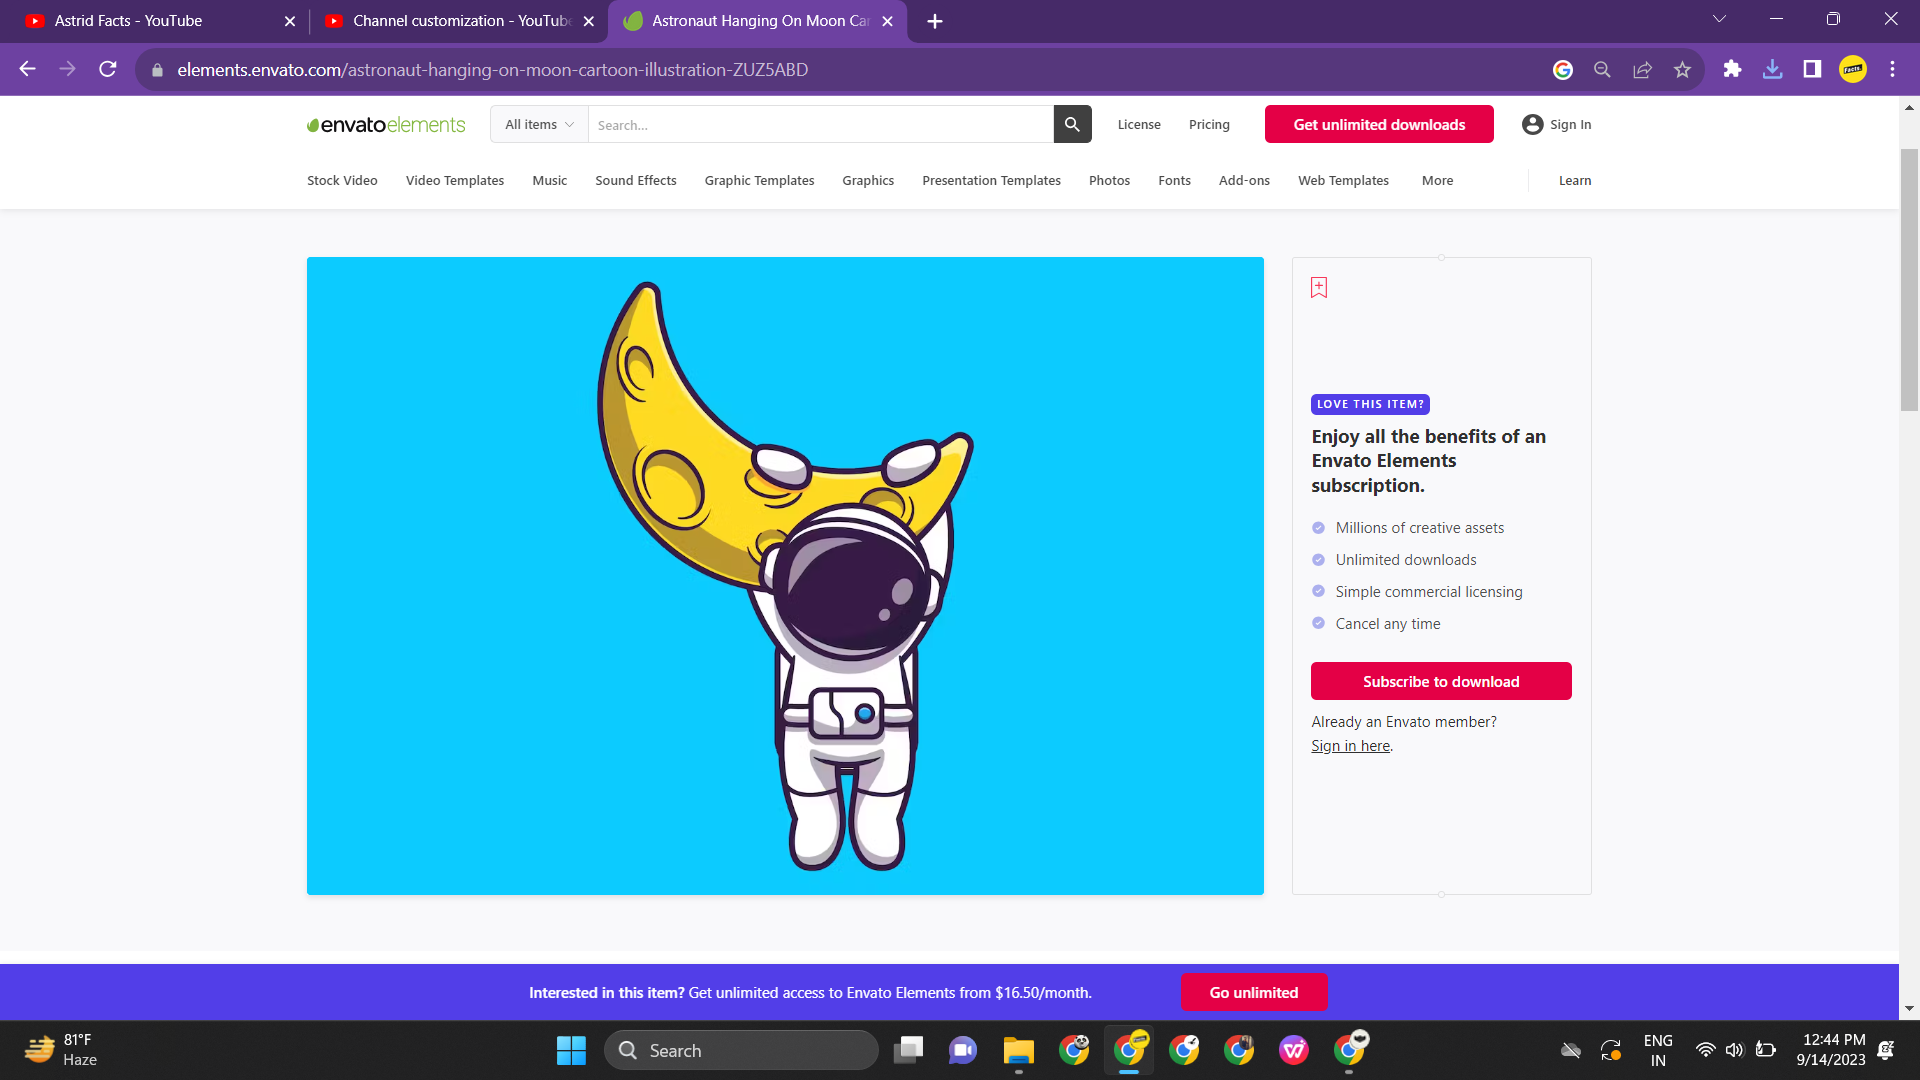 Astrid Facts - YouTube
Channel customization - YouTub
Astronaut Hanging On Moon Car
elements.envato.com/astronaut-hanging-on-moon-cartoon-illustration-ZUZ5ABD
Facts.
envatoelements
All items
Search...
License
Pricing
Get unlimited downloads
Sign In
Stock Video
Video Templates
Music
Sound Effects
Graphic Templates
Graphics
Presentation Templates
Photos
Fonts
Add-ons
Web Templates
More
Learn
LOVE THIS ITEM?
Enjoy all the benefits of an
Envato Elements
subscription.
Millions of creative assets
Unlimited downloads
Simple commercial licensing
Cancel any time
Subscribe to download
Already an Envato member?
Sign in here.
Interested in this item? Get unlimited access to Envato Elements from $16.50/month.
Go unlimited
81°F
Haze
Search
ENG
IN
12:44 PM
9/14/2023